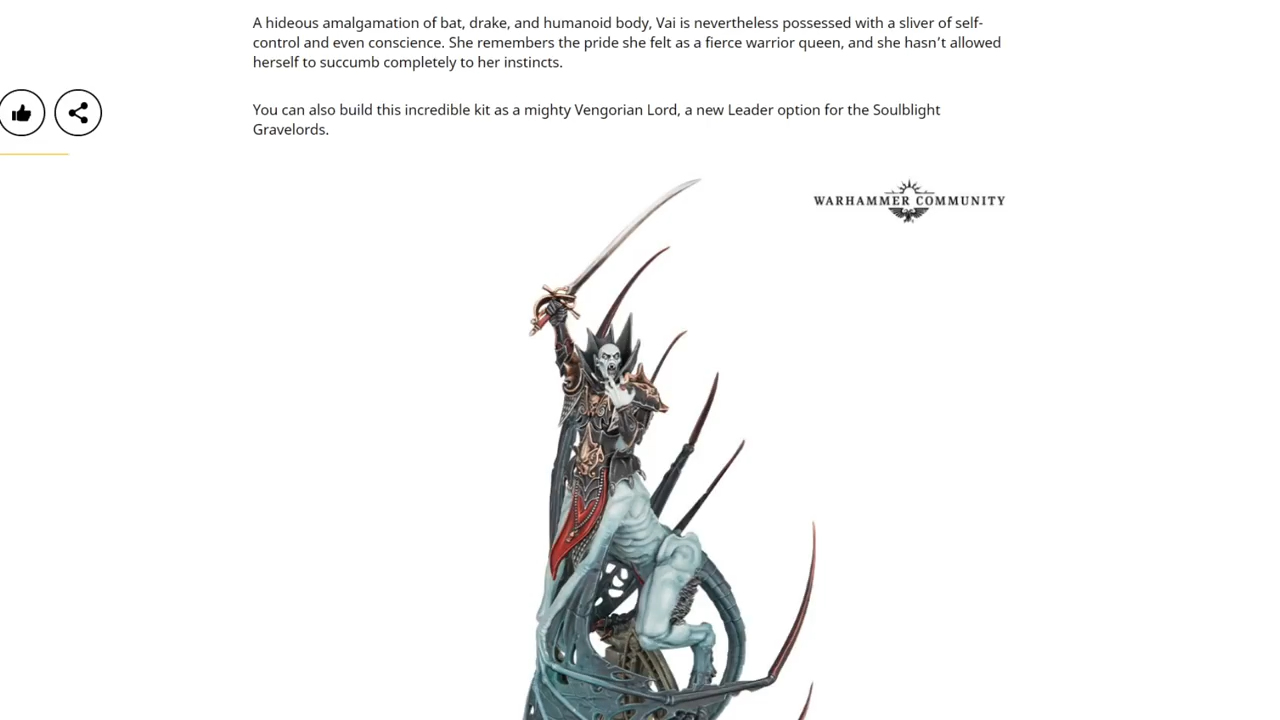 A hideous amalgamation of bat, drake, and humanoid body, Vai is nevertheless possessed with a sliver of self-
control and even conscience. She remembers the pride she felt as a fierce warrior queen, and she hasn’t allowed
herself to succumb completely to her instincts.
You can also build this incredible kit as a mighty Vengorian Lord, a new Leader option for the Soulblight
Gravelords.
WARHAMMER COMMUNITY